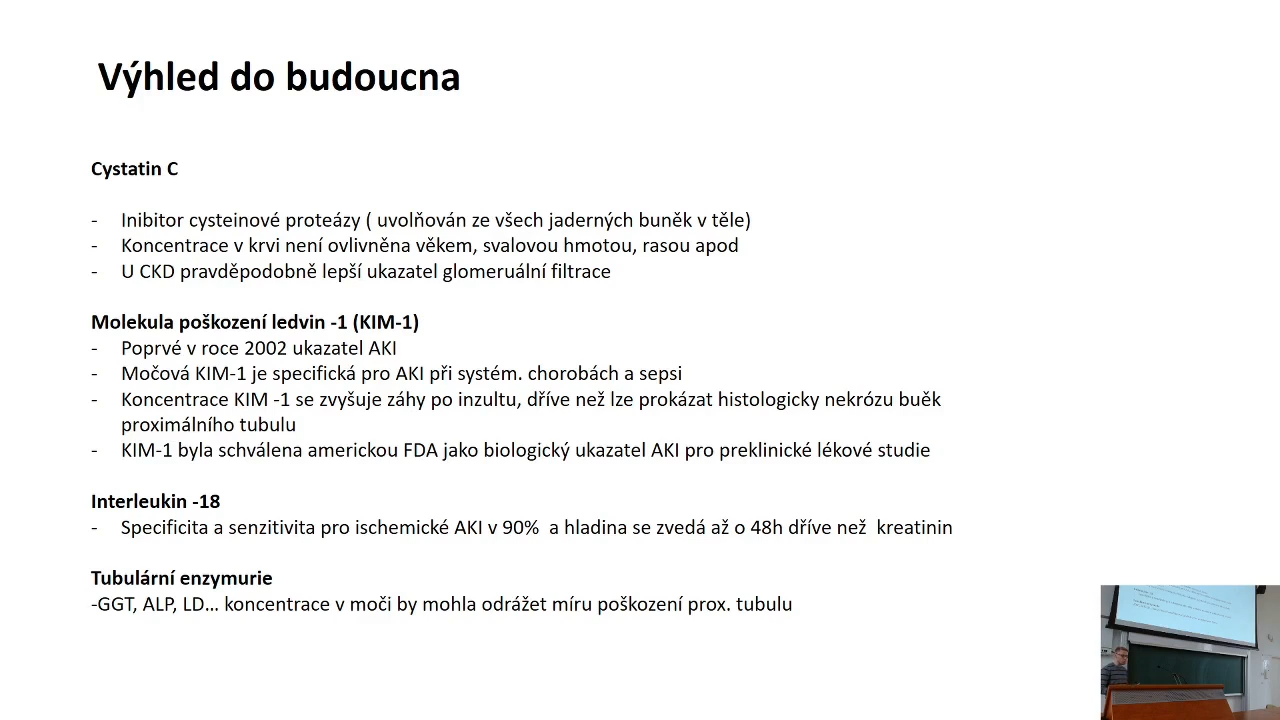 Výhled do budoucna
Cystatin C
- Inibitor cysteinové proteázy ( uvolňován ze všech jaderných buněk v těle)
- Koncentrace v krvi není ovlivněna věkem, svalovou hmotou, rasou apod
- U CKD pravděpodobně lepší ukazatel glomeruální filtrace
Molekula poškození ledvin -1 (KIM-1)
- Poprvé v roce 2002 ukazatel AKI
- Močová KIM-1 je specifická pro AKI při systém. chorobách a sepsi
- Koncentrace KIM -1 se zvyšuje záhy po inzultu, dříve než lze prokázat histologicky nekrózu buěk
proximálního tubulu
- KIM-1 byla schválena americkou FDA jako biologický ukazatel AKI pro preklinické lékové studie
Interleukin -18
- Specificita a senzitivita pro ischemické AKI v 90% a hladina se zvedá až o 48h dříve než kreatinin
Tubulární enzymurie
-GGT, ALP, LD… koncentrace v moči by mohla odrážet míru poškození prox. tubulu